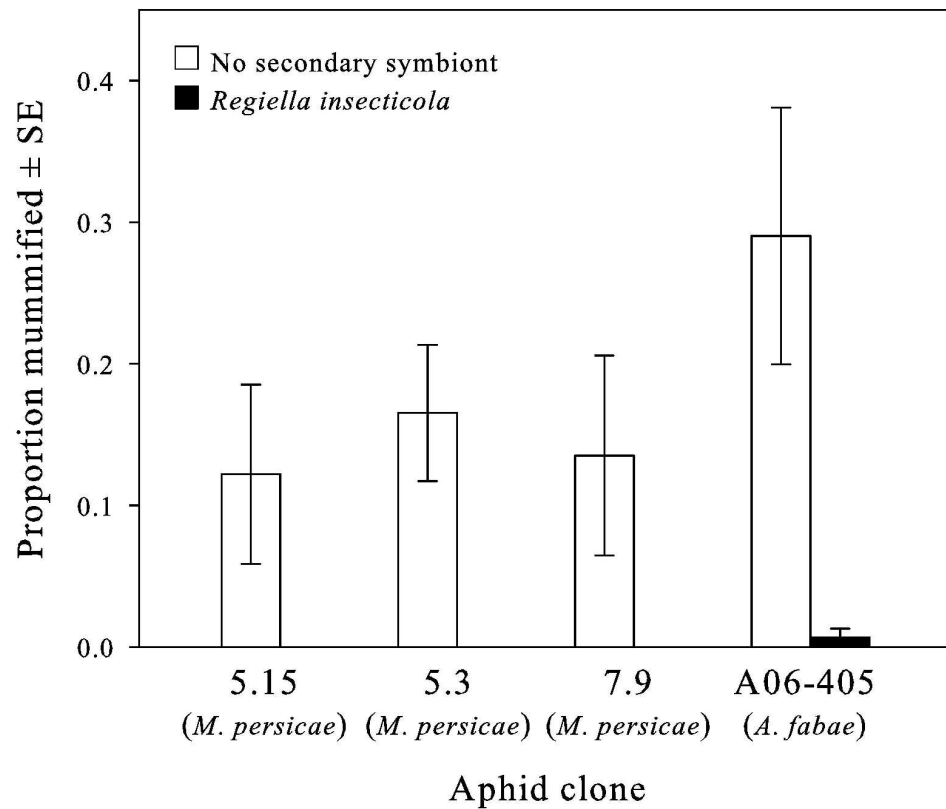 No secondary symbiont
Regiella insecticola
Proportion mummified ± SE
0.4
0.3
0.2
0.1
0.0
5.15 5.3 7.9 A06-405
(M. persicae) (M. persicae) (M. persicae) (A. fabae)
Aphid clone